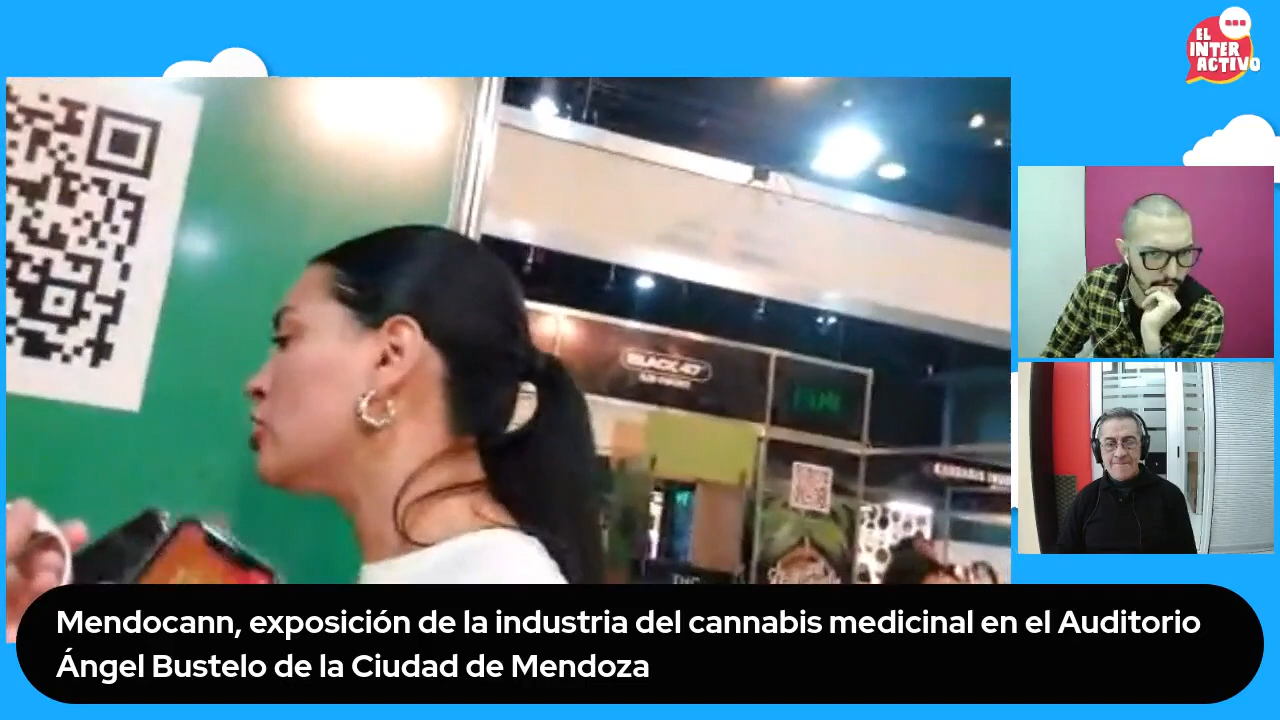 EL
INTER
ACTIVO
BLACK 47
Mendocann, exposición de la industria del cannabis medicinal en el Auditorio
Ángel Bustelo de la Ciudad de Mendoza